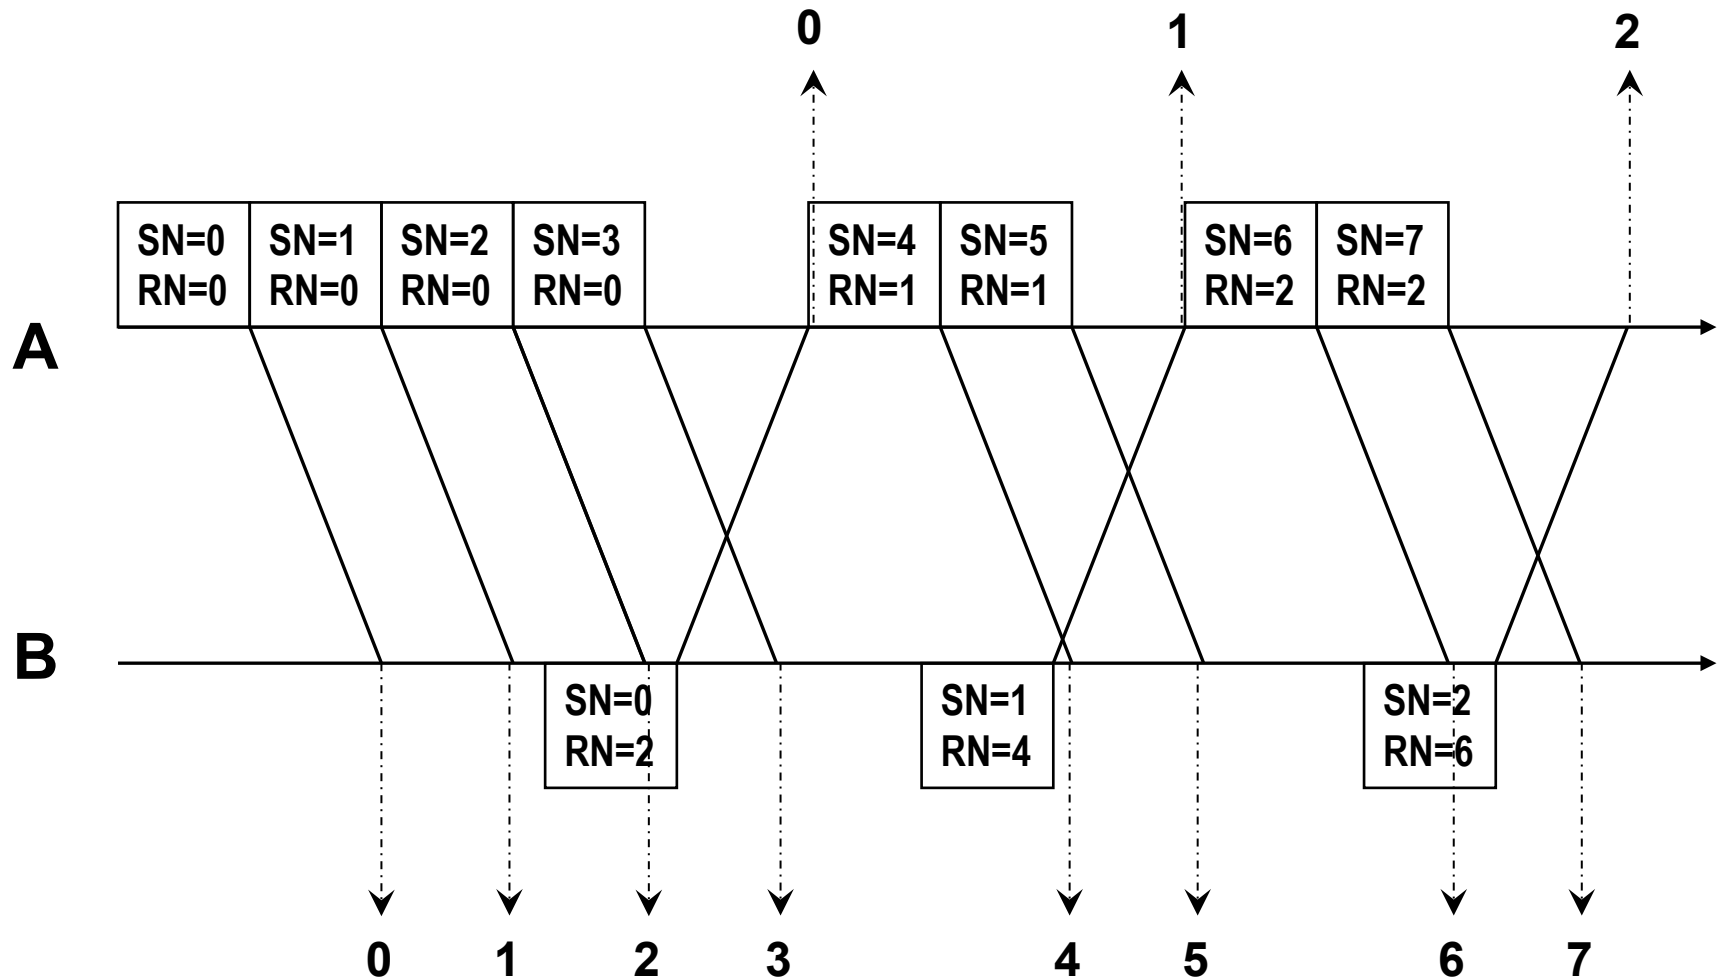 0 1 2
SN=0 SN=1 SN=2 SN=3 SN=4 SN=5 SN=6 SN=7
RN=0 RN=0 RN=0 RN=0 RN=1 RN=1 RN=2 RN=2
A
B
SN=0 SN=1 SN=2
RN=2 RN=4 RN=6
0 1 2 3 4 5 6 7